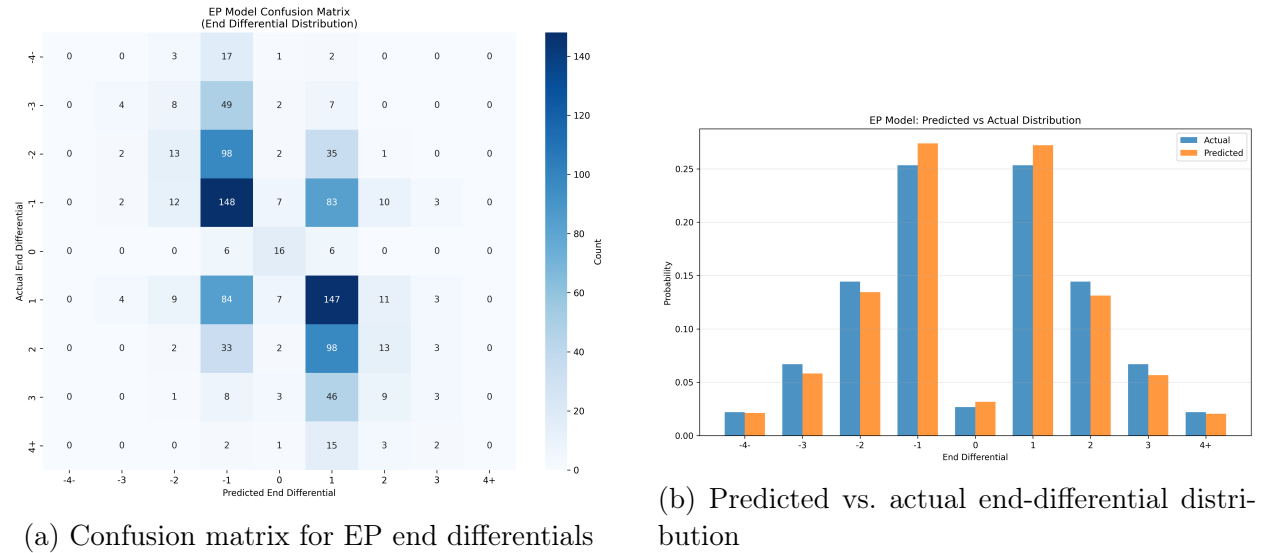 EP Model Confusion Matrix
(End Differential Distribution)
Actual End Differential
-4- 0 0 3 17 1 2 0 0 0
-3 0 4 8 49 2 7 0 0 0
-2 0 2 13 98 2 35 1 0 0
-1 0 2 12 148 7 83 10 3 0
0 0 0 0 6 16 6 0 0 0
1 0 4 9 84 7 147 11 3 0
2 0 0 2 33 2 98 13 3 0
3 0 0 1 8 3 46 9 3 0
4+ 0 0 0 2 1 15 3 2 0
-4- -3 -2 -1 0 1 2 3 4+
Predicted End Differential
140
120
100
80
60
40
20
0
Count
(a) Confusion matrix for EP end differentials
EP Model: Predicted vs Actual Distribution
Actual
Predicted
Probability
0.25
0.20
0.15
0.10
0.05
0.00
-4- -3 -2 -1 0 1 2 3 4+
End Differential
(b) Predicted vs. actual end-differential distri-
bution